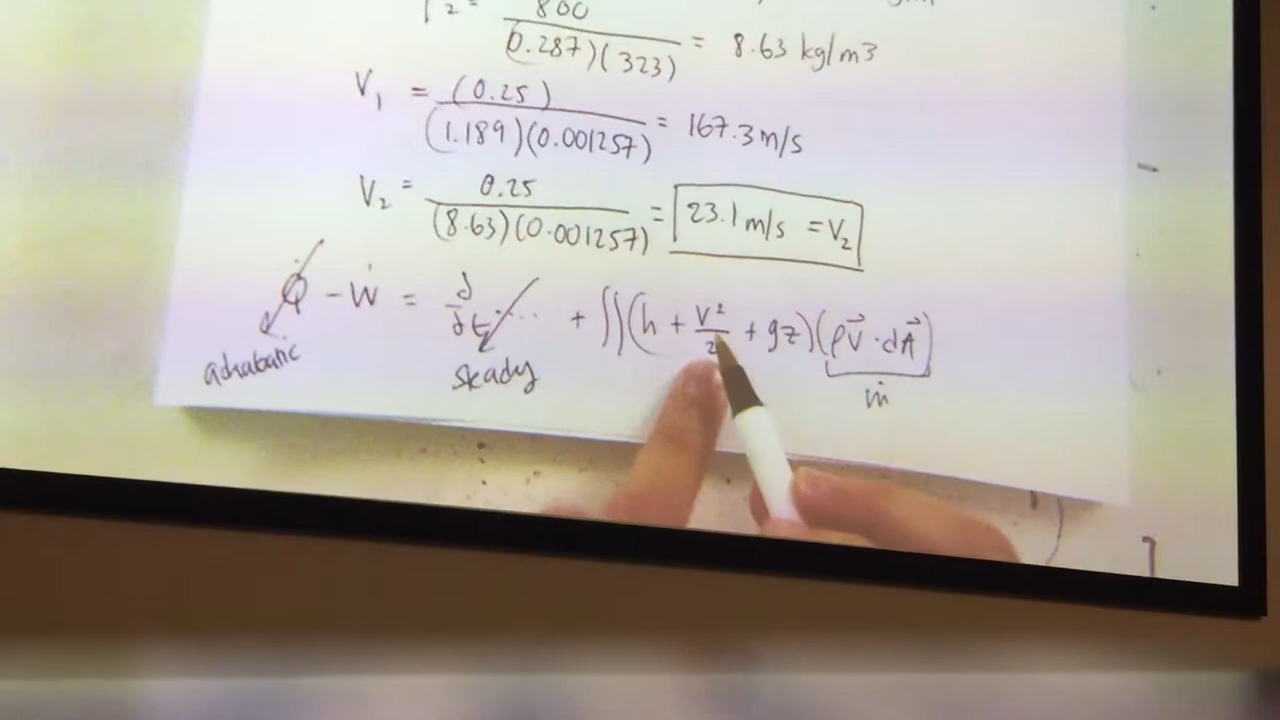 800
(0.287)(323) = 8.63 kg/m3
V₁ = (0.25) / (1.189)(0.001257) = 167.3 m/s
V₂ = 0.25 / (8.63)(0.001257) = 23.1 m/s = V₂
Q̇ - Ẇ = ∂/∂t ... + ∫∫(h + V²/2 + gz)(ρV⃗·dA⃗)
adiabatic steady ṁ